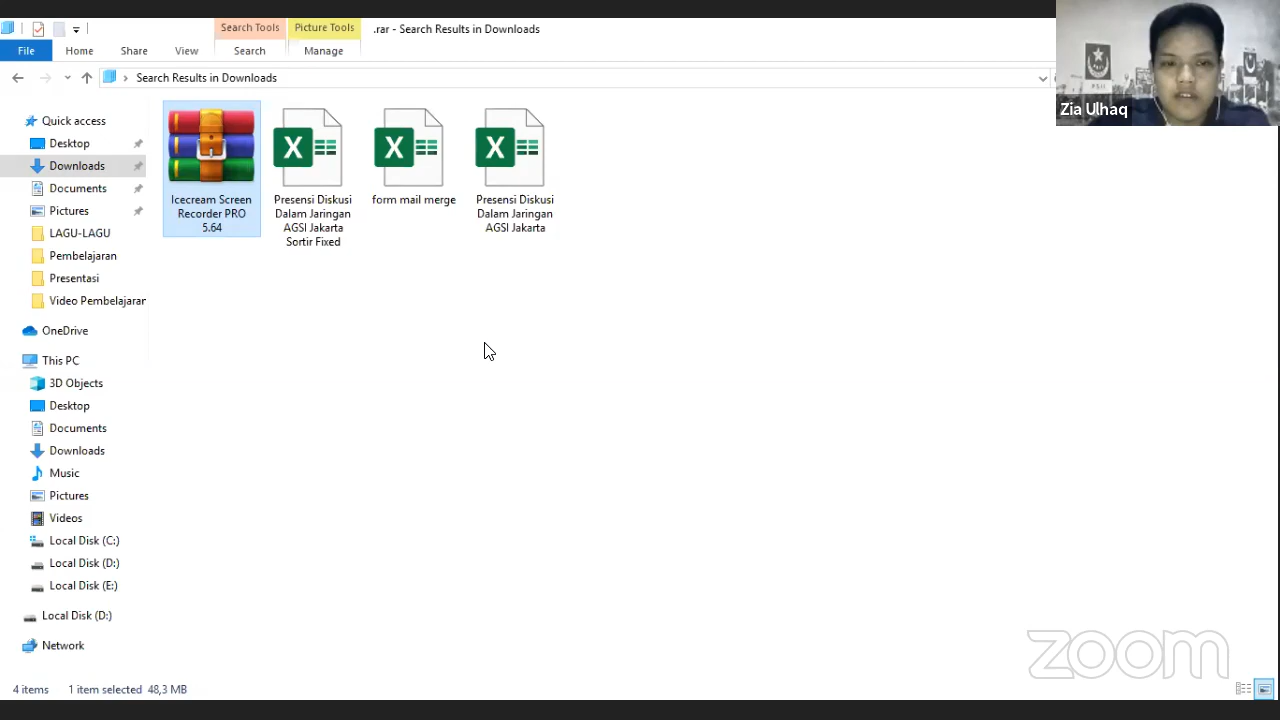 Search Tools
Picture Tools
.rar - Search Results in Downloads
File
Home
Share
View
Search
Manage
Search Results in Downloads
Zia Ulhaq
Quick access
Desktop
Downloads
Documents
Pictures
LAGU-LAGU
Pembelajaran
Presentasi
Video Pembelajaran
OneDrive
This PC
3D Objects
Desktop
Documents
Downloads
Music
Pictures
Videos
Local Disk (C:)
Local Disk (D:)
Local Disk (E:)
Local Disk (D:)
Network
Icecream Screen
Recorder PRO
5.64
Presensi Diskusi
Dalam Jaringan
AGSI Jakarta
Sortir Fixed
form mail merge
Presensi Diskusi
Dalam Jaringan
AGSI Jakarta
4 items
1 item selected 48,3 MB
zoom